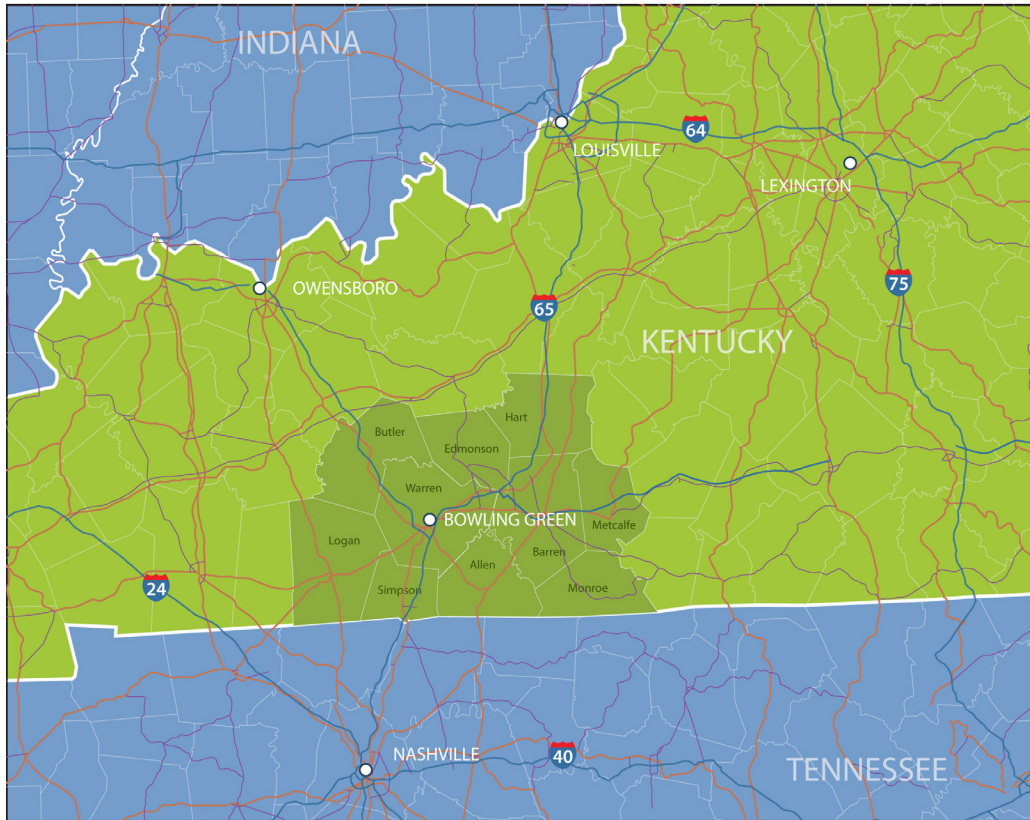 INDIANA
LOUISVILLE
64
LEXINGTON
OWENSBORO
65
75
KENTUCKY
Hart
Butler
Edmonson
Warren
BOWLING GREEN
Metcalfe
Logan
Barren
Allen
Simpson
Monroe
24
NASHVILLE
40
TENNESSEE